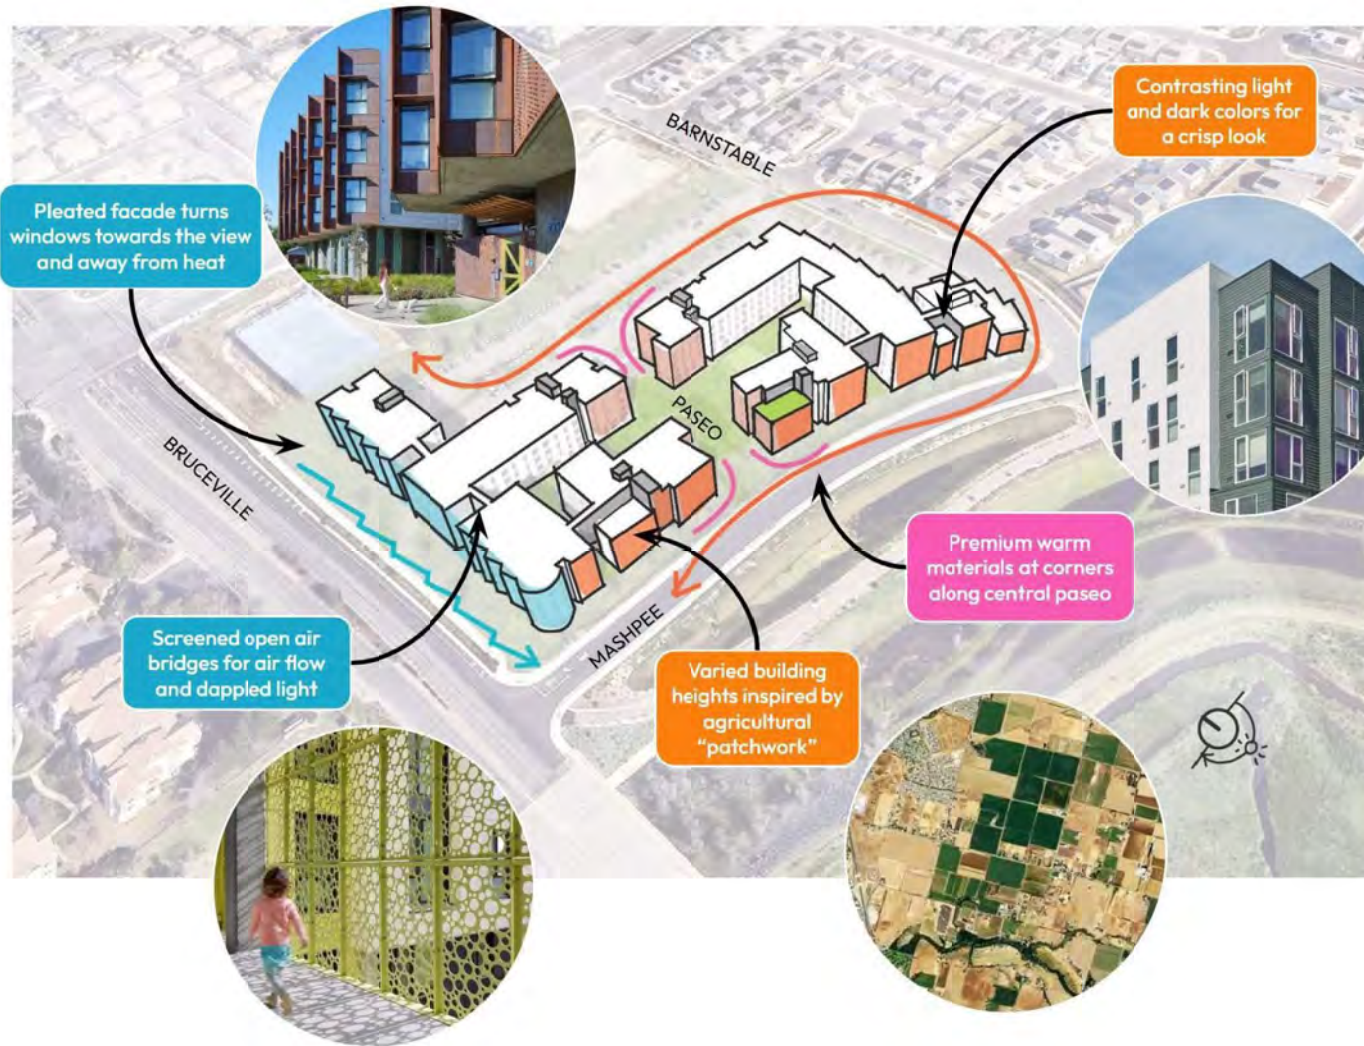 Contrasting light
and dark colors for
a crisp look
BARNSTABLE
Pleated facade turns
windows towards the view
and away from heat
PASEO
BRUCEVILLE
Premium warm
materials at corners
along central paseo
MASHPEE
Screened open air
bridges for air flow
and dappled light
Varied building
heights inspired by
agricultural
“patchwork”